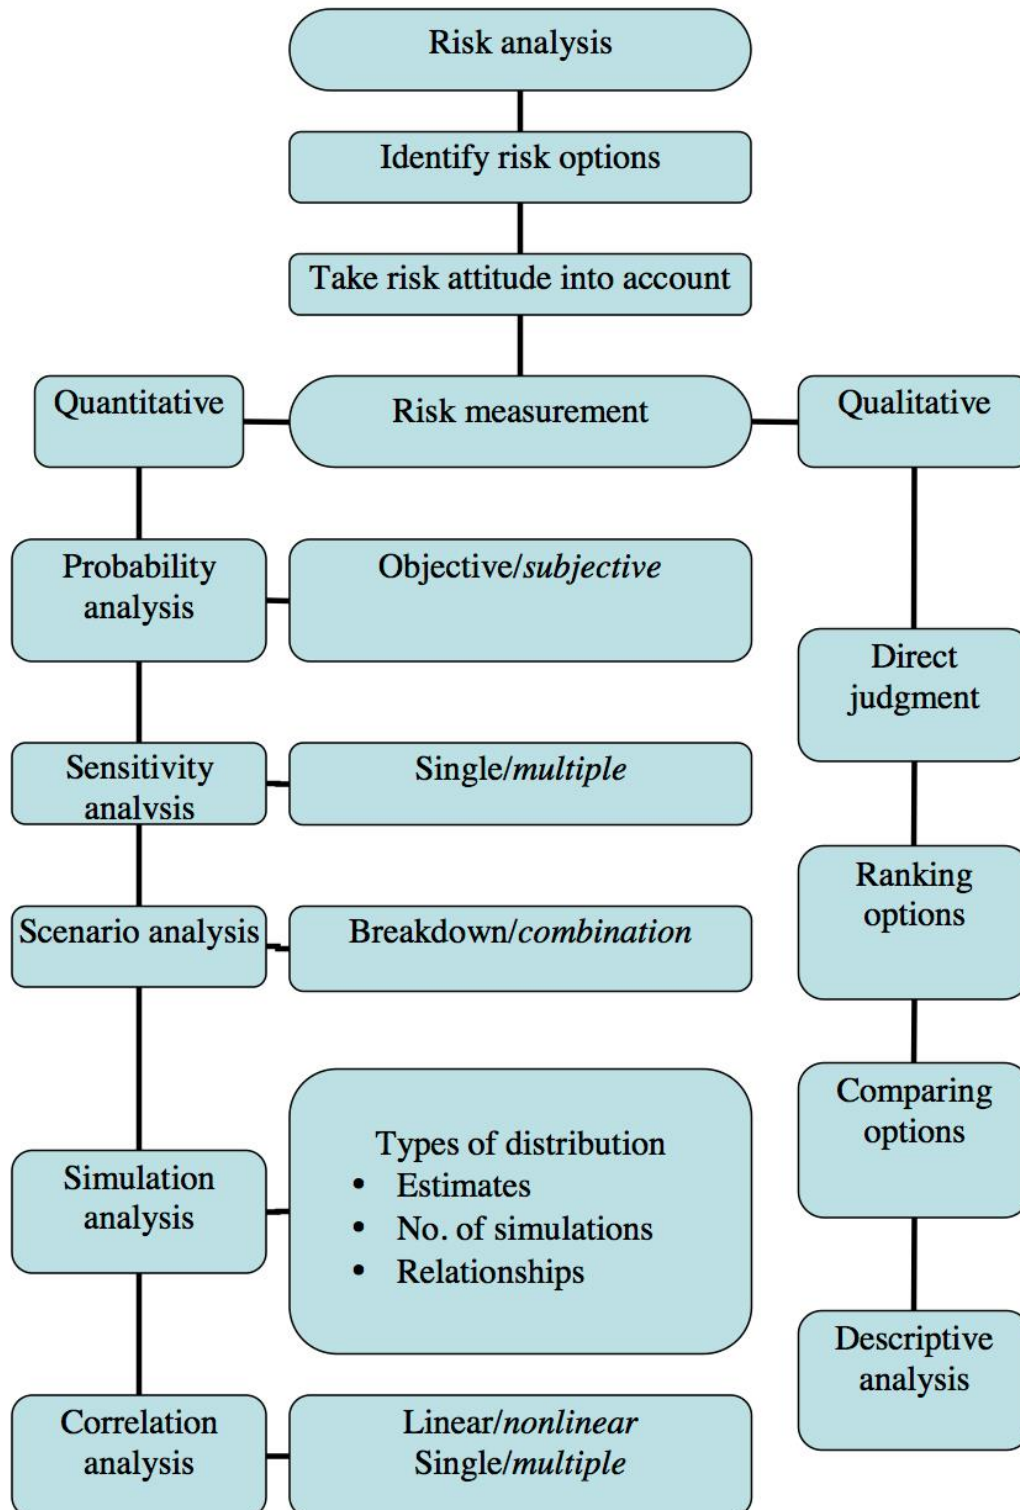 Risk analysis
Identify risk options
Take risk attitude into account
Quantitative
Risk measurement
Qualitative
Probability
analysis
Objective/subjective
Direct
judgment
Sensitivity
analysis
Single/multiple
Ranking
options
Scenario analysis
Breakdown/combination
Comparing
options
Simulation
analysis
Types of distribution
• Estimates
• No. of simulations
• Relationships
Descriptive
analysis
Correlation
analysis
Linear/nonlinear
Single/multiple